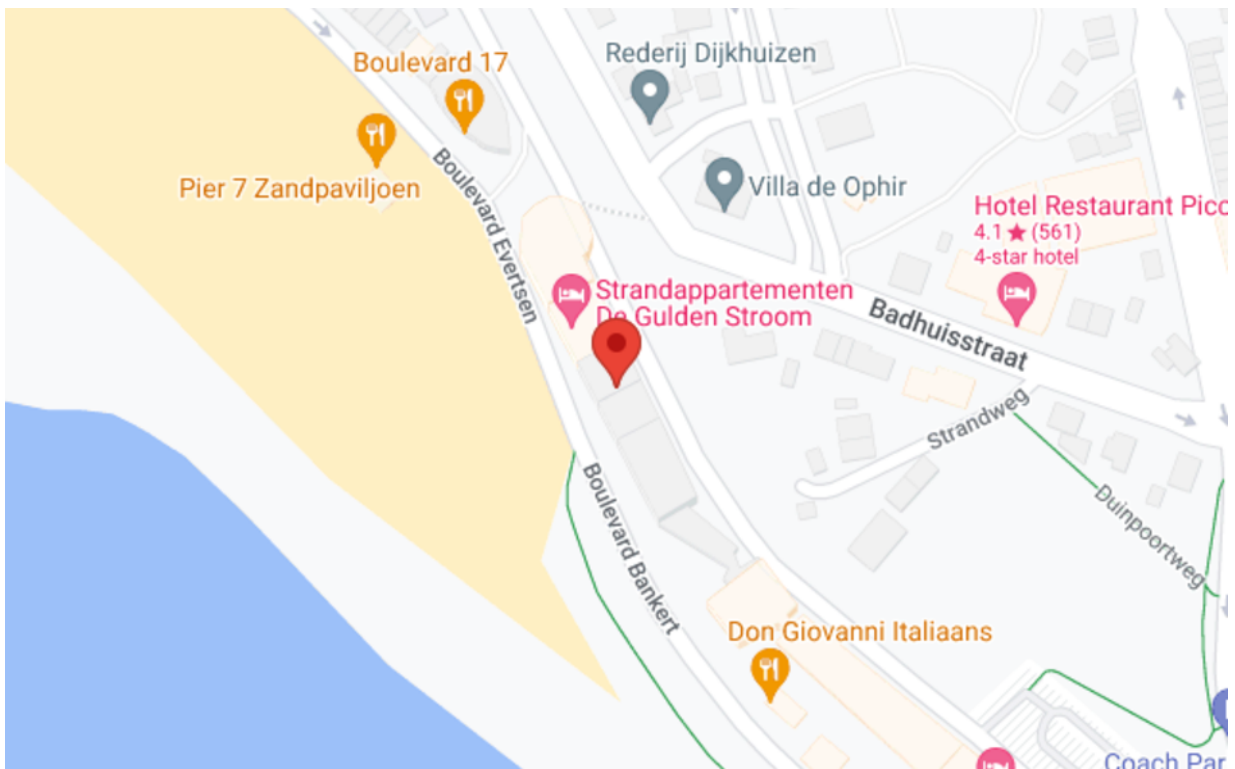 Boulevard 17
Rederij Dijkhuizen
Pier 7 Zandpaviljoen
Boulevard Evertsen
Villa de Ophir
Hotel Restaurant Picc
4.1★(561)
4-star hotel
Strandappartementen
De Gulden Stroom
Badhuisstraat
Strandweg
Duinpoortweg
Boulevard Bankert
Don Giovanni Italiaans
Coach Par